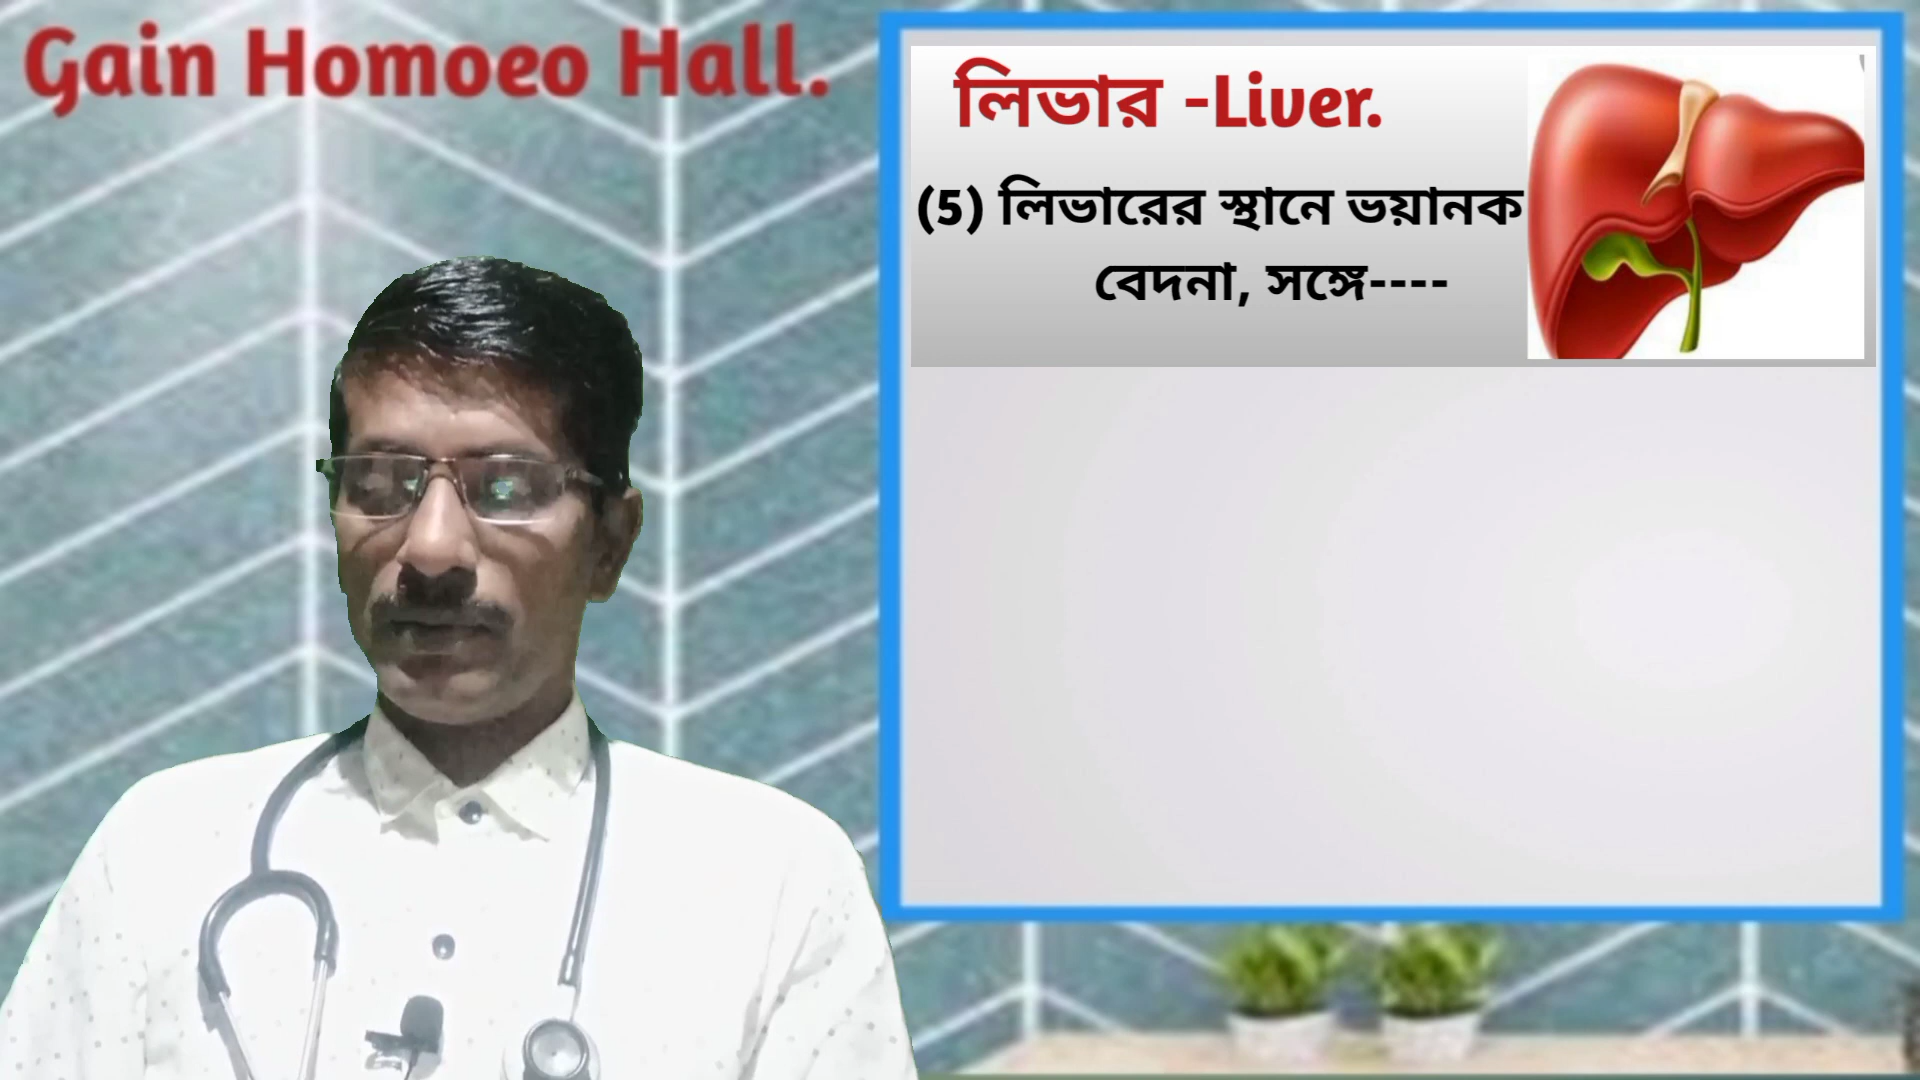 Gain Homoeo Hall.
লিভার -Liver.
(5) লিভারের স্থানে ভয়ানক
বেদনা, সঙ্গে----